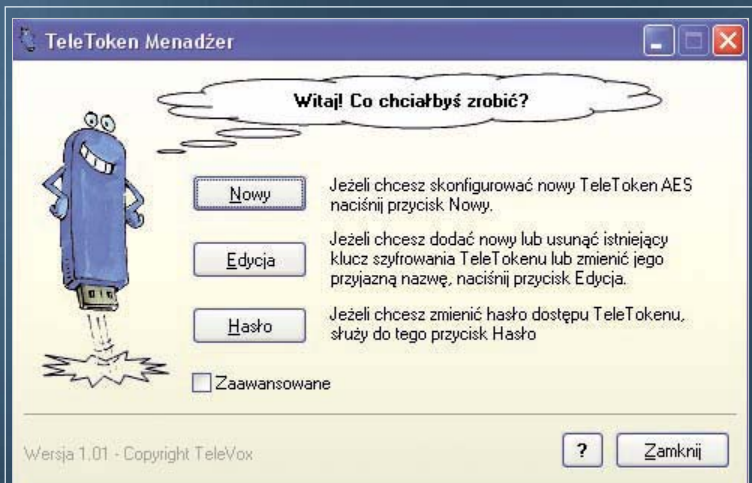 TeleToken Menadżer
Witaj! Co chciałbyś zrobić?
Nowy
Jeżeli chcesz skonfigurować nowy TeleToken AES
naciśnij przycisk Nowy.
Edycja
Jeżeli chcesz dodać nowy lub usunąć istniejący
klucz szyfrowania TeleTokenu lub zmienić jego
przyjazną nazwę, naciśnij przycisk Edycja.
Hasło
Jeżeli chcesz zmienić hasło dostępu TeleTokenu,
służy do tego przycisk Hasło
Zaawansowane
Wersja 1.01 - Copyright TeleVox
?
Zamknij